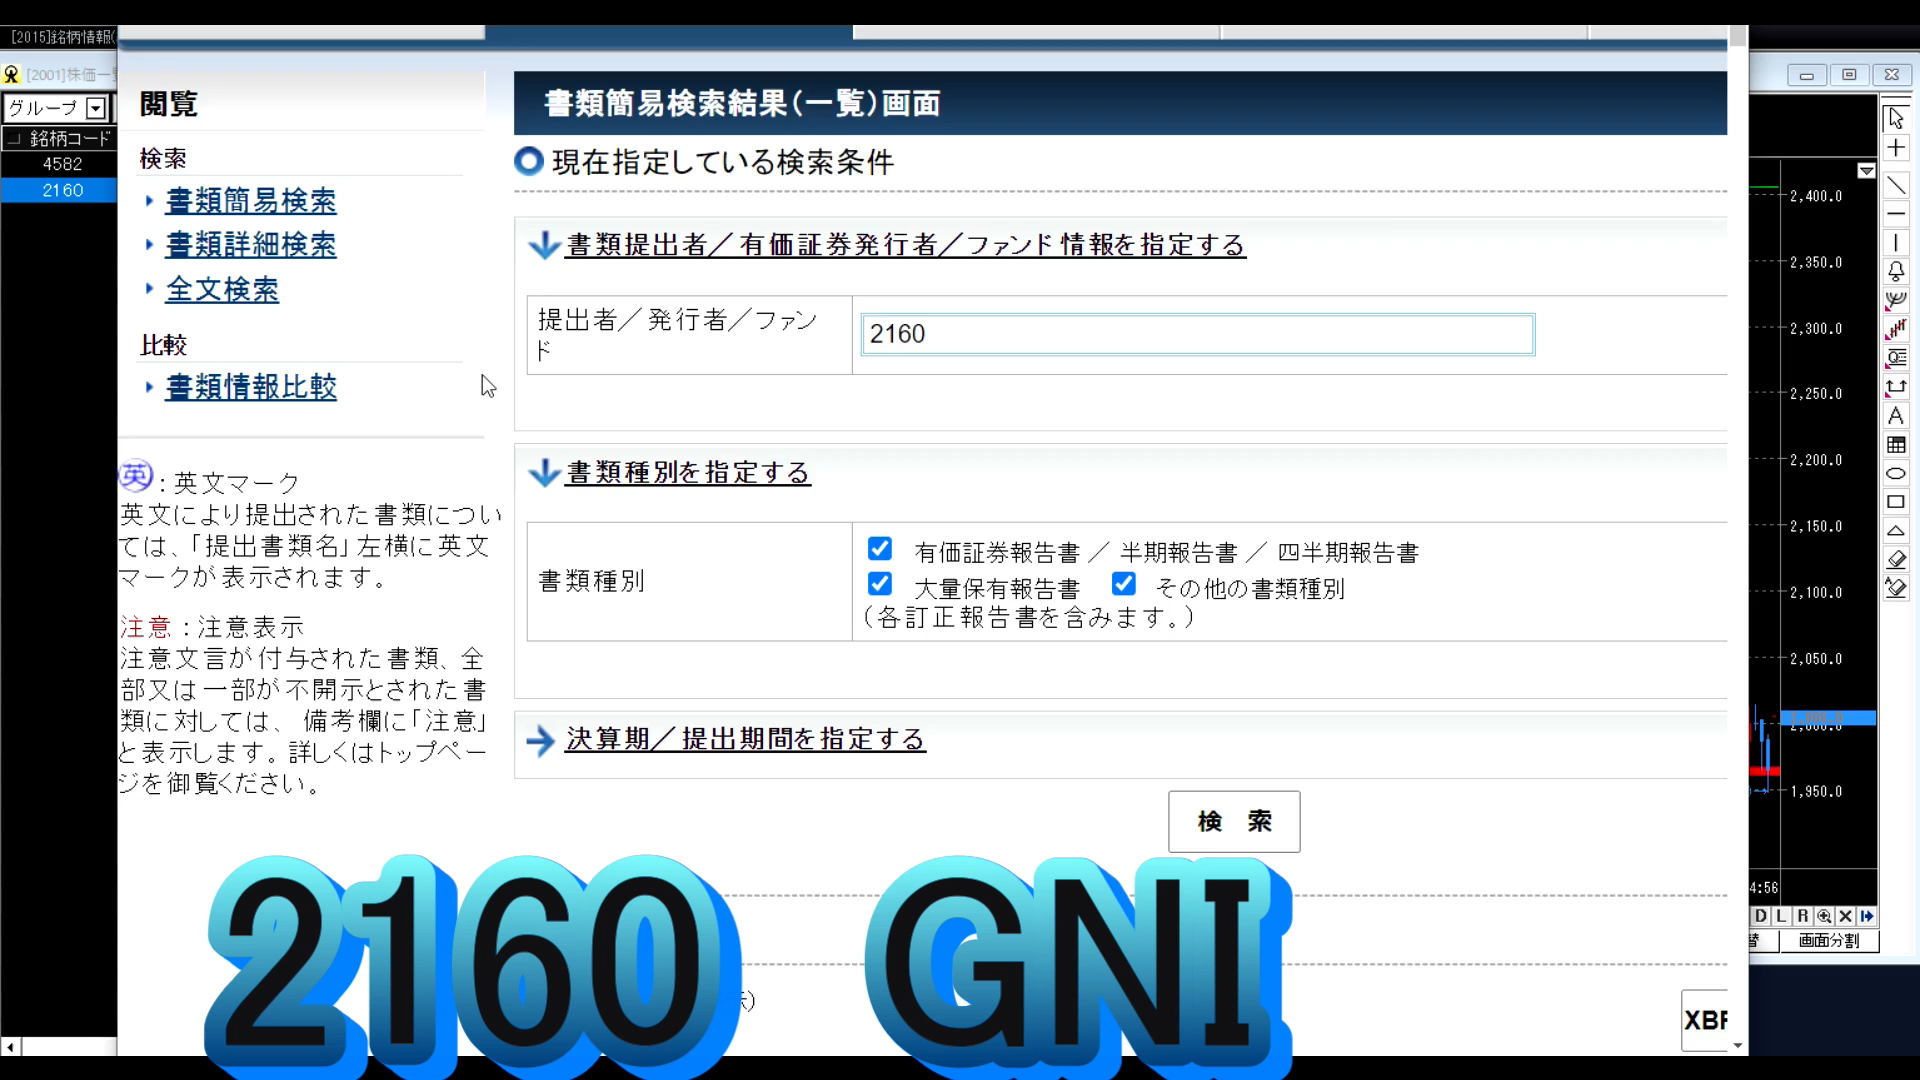 [2015]銘柄情報(
[2001]株価一覧
グループ
銘柄コード
4582
2160
閲覧
検索
書類簡易検索
書類詳細検索
全文検索
比較
書類情報比較
英：英文マーク
英文により提出された書類につい
ては、「提出書類名」左横に英文
マークが表示されます。
注意：注意表示
注意文言が付与された書類、全
部又は一部が不開示とされた書
類に対しては、備考欄に「注意」
と表示します。詳しくはトップペー
ジを御覧ください。
書類簡易検索結果（一覧）画面
現在指定している検索条件
書類提出者／有価証券発行者／ファンド情報を指定する
提出者／発行者／ファン
ド
2160
書類種別を指定する
書類種別
有価証券報告書 ／ 半期報告書 ／ 四半期報告書
大量保有報告書 その他の書類種別
（各訂正報告書を含みます。）
決算期／提出期間を指定する
検 索
2160 GNI
XBR
2,400.0
2,350.0
2,300.0
2,250.0
2,200.0
2,150.0
2,100.0
2,050.0
2,000.0
1,950.0
4:56
D L R
画面分割